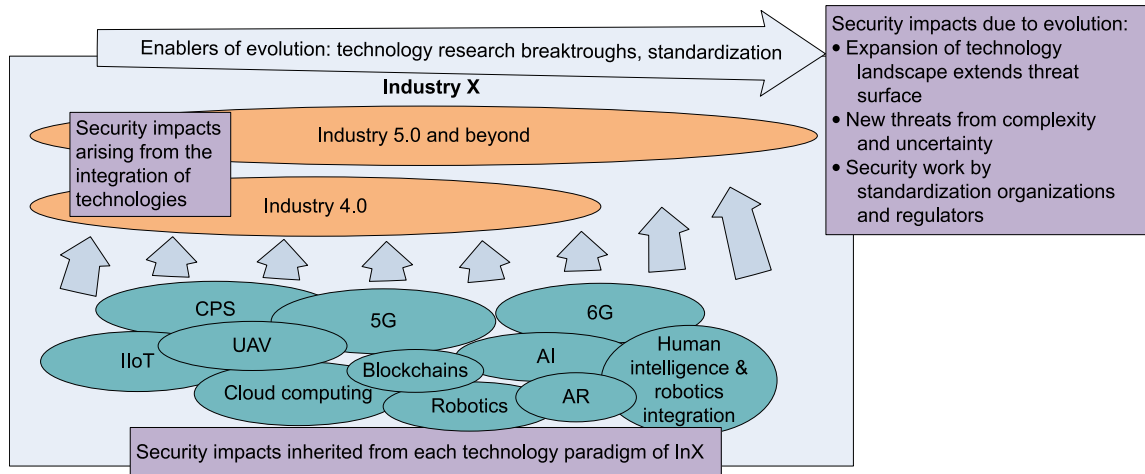 Enablers of evolution: technology research breaktroughs, standardization
Industry X
Industry 5.0 and beyond
Security impacts
arising from the
integration of
technologies
Industry 4.0
Security impacts due to evolution:
• Expansion of technology
landscape extends threat
surface
• New threats from complexity
and uncertainty
• Security work by
standardization organizations
and regulators
CPS
5G
6G
IIoT
UAV
Blockchains
AI
Human
intelligence &
robotics
integration
Cloud computing
Robotics
AR
Security impacts inherited from each technology paradigm of InX